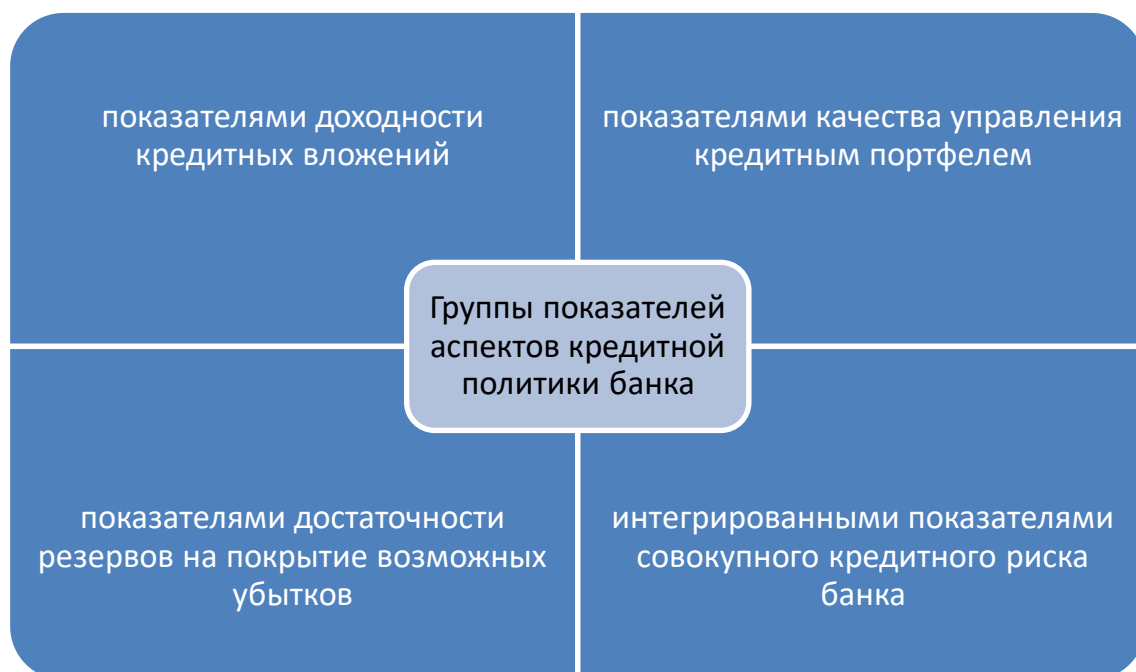 показателями доходности
кредитных вложений
показателями качества управления
кредитным портфелем
Группы показателей
аспектов кредитной
политики банка
показателями достаточности
резервов на покрытие возможных
убытков
интегрированными показателями
совокупного кредитного риска
банка